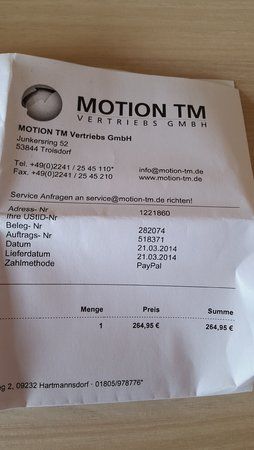 MOTION TM
VERTRIEBS GMBH
MOTION TM Vertriebs GmbH
Junkersring 52
53844 Troisdorf
Tel. +49(0)2241 / 25 45 110*
info@motion-tm.de
Fax. +49(0)2241 / 25 45 210
www.motion-tm.de
Service Anfragen an service@motion-tm.de richten!
Adress- Nr 1221860
Ihre UStID-Nr
Beleg- Nr 282074
Auftrags- Nr 518371
Datum 21.03.2014
Lieferdatum 21.03.2014
Zahlmethode PayPal
Menge Preis Summe
1 264,95 € 264,95 €
2, 09232 Hartmannsdorf · 01805/978776*